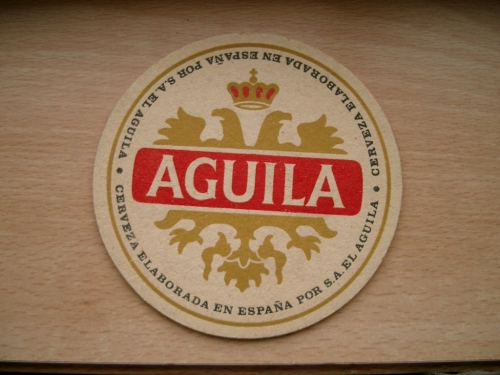 AGUILA
CERVEZA ELABORADA EN ESPAÑA POR S.A. EL AGUILA
CERVEZA ELABORADA EN ESPAÑA POR S.A. EL AGUILA